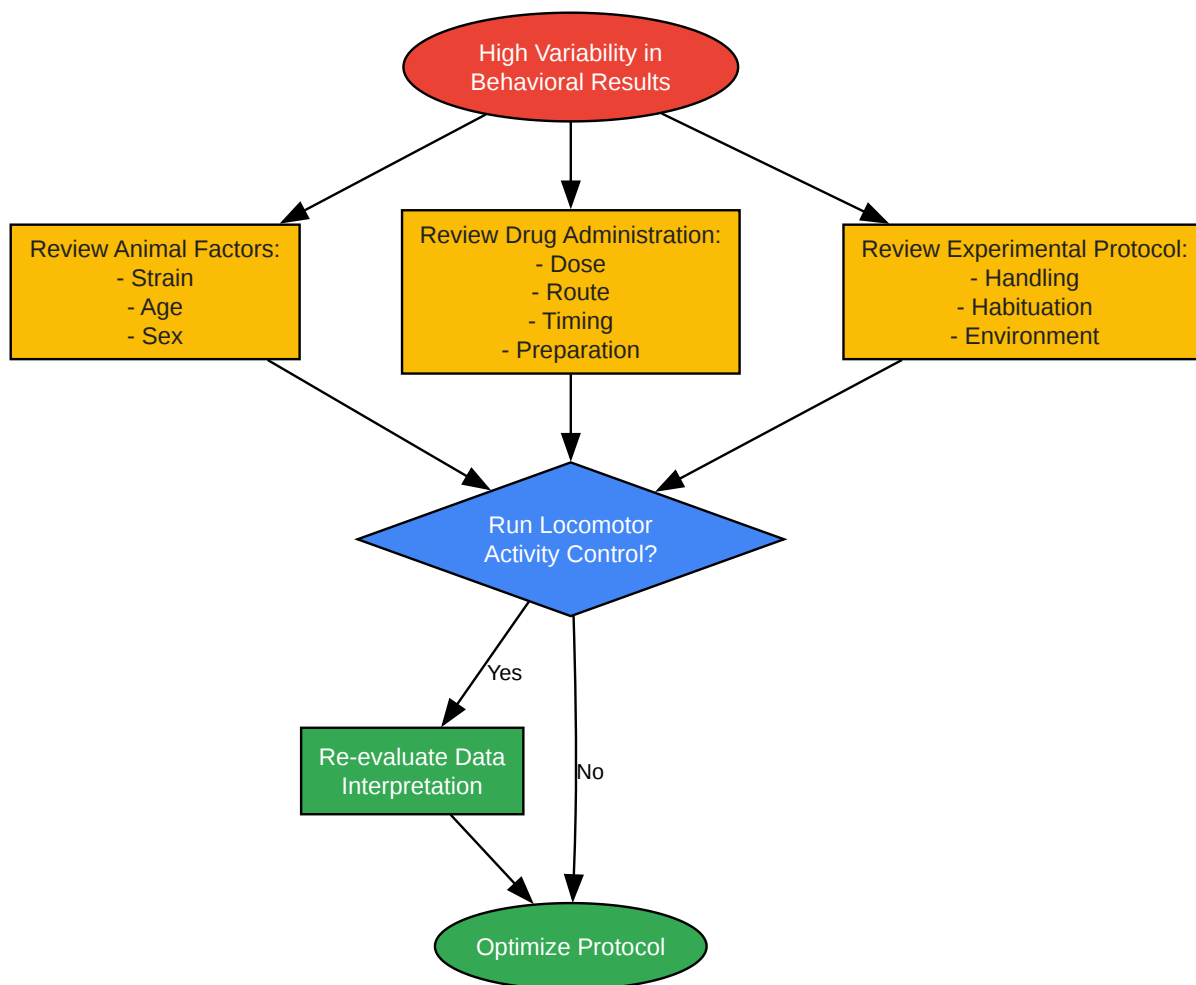 High Variability in
Behavioral Results
Review Animal Factors:
- Strain
- Age
- Sex
Review Drug Administration:
- Dose
- Route
- Timing
- Preparation
Review Experimental Protocol:
- Handling
- Habituation
- Environment
Run Locomotor
Activity Control?
Yes
No
Re-evaluate Data
Interpretation
Optimize Protocol